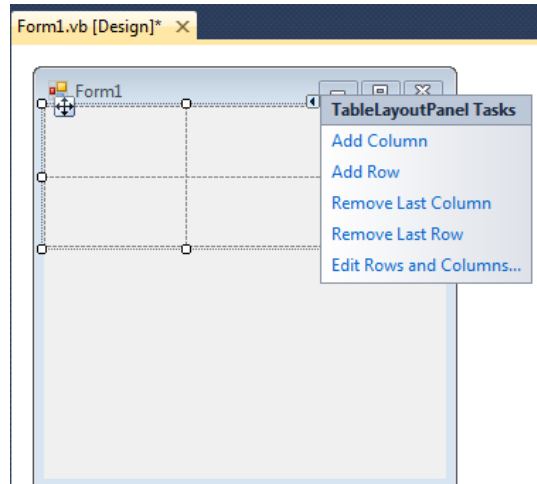 Form1.vb [Design]*
Form1
TableLayoutPanel Tasks
Add Column
Add Row
Remove Last Column
Remove Last Row
Edit Rows and Columns...